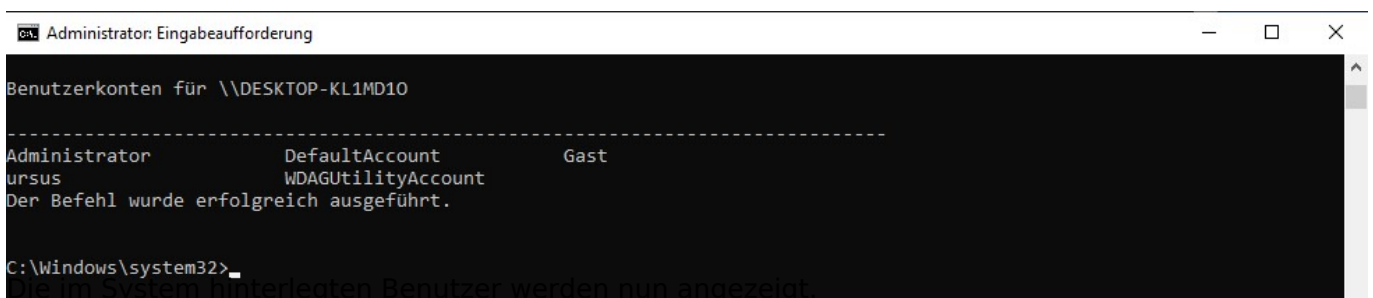 Administrator: Eingabeaufforderung
Benutzerkonten für \\DESKTOP-KL1MD1O
-------------------------------------------------------------------------------
Administrator DefaultAccount Gast
ursus WDAGUtilityAccount
Der Befehl wurde erfolgreich ausgeführt.
C:\Windows\system32>
Die im System hinterlegten Benutzer werden nun angezeigt.